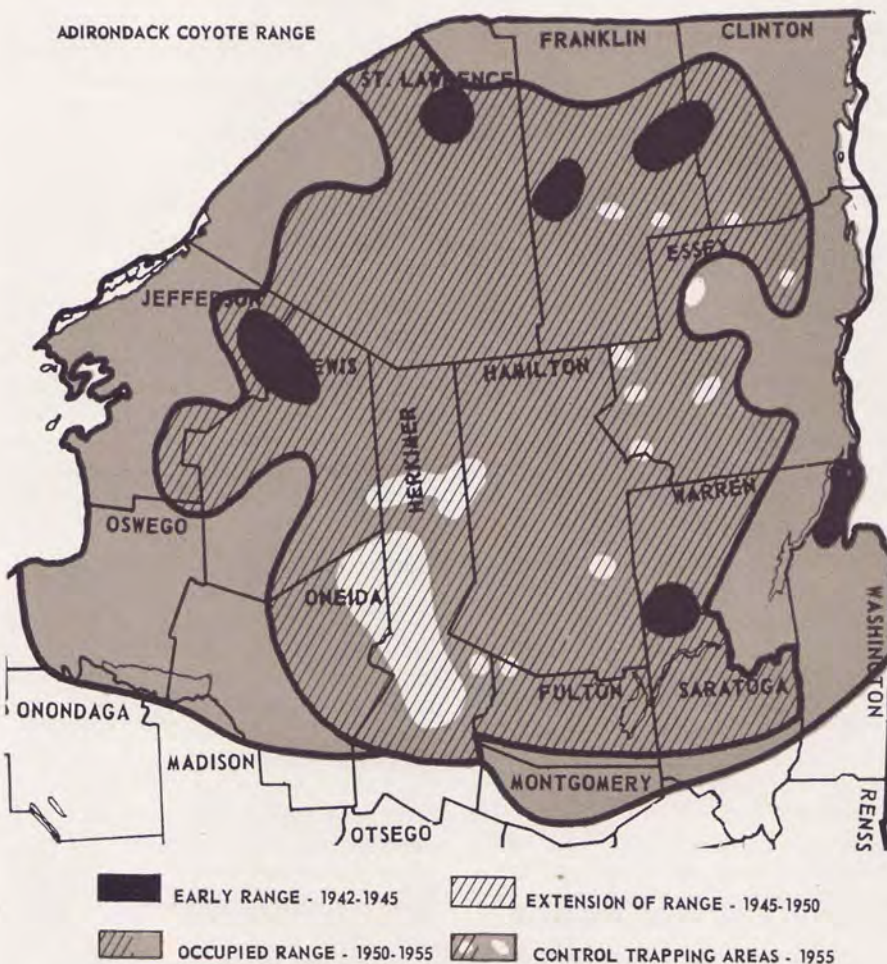 ADIRONDACK COYOTE RANGE
FRANKLIN
CLINTON
ST. LAWRENCE
ESSEX
JEFFERSON
EWIS
HAMILTON
HERKIMER
WARREN
OSWEGO
ONEIDA
WASHINGTON
FULTON
SARATOGA
ONONDAGA
MADISON
MONTGOMERY
OTSEGO
RENSS
EARLY RANGE - 1942-1945
EXTENSION OF RANGE - 1945-1950
OCCUPIED RANGE - 1950-1955
CONTROL TRAPPING AREAS - 1955